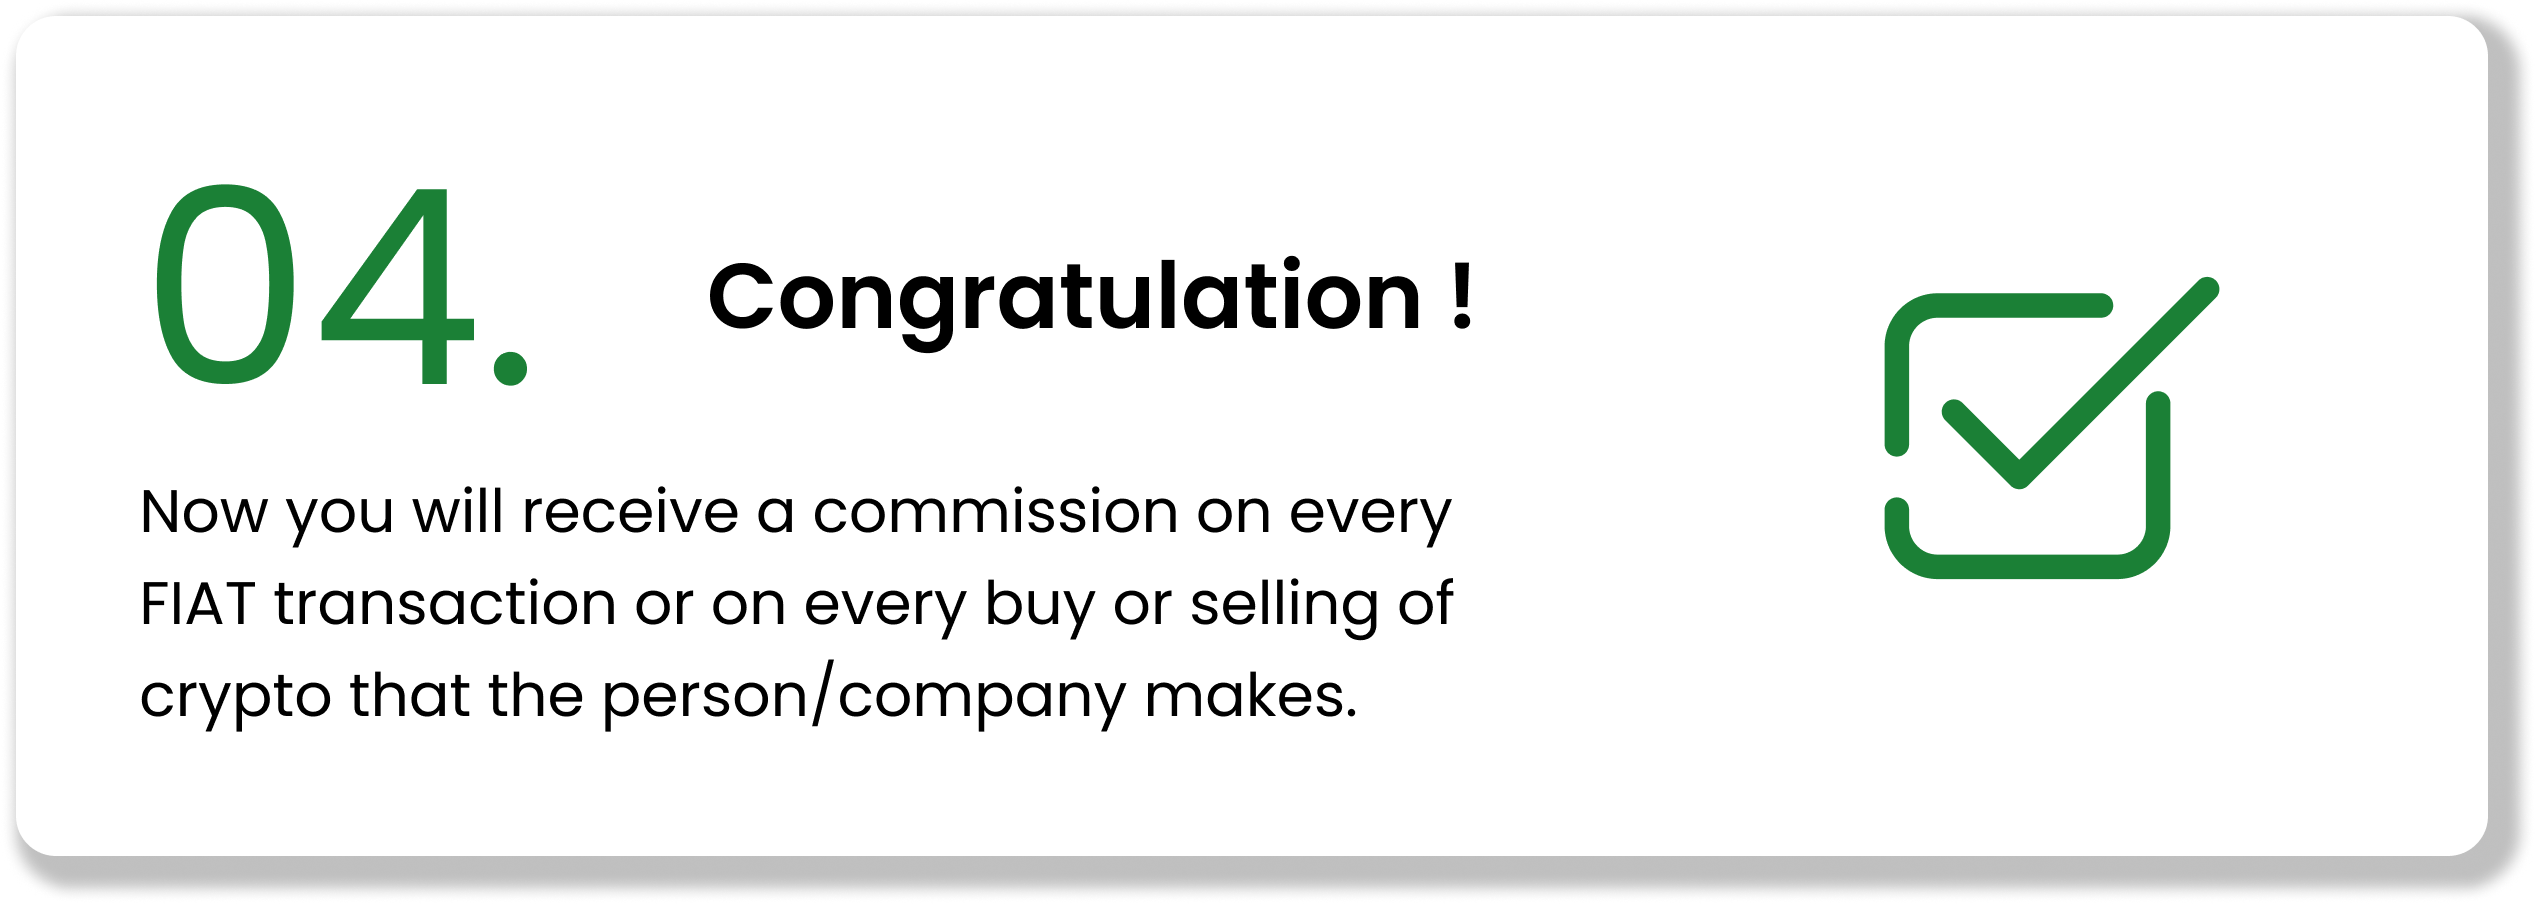 04.
Congratulation !
Now you will receive a commission on every
FIAT transaction or on every buy or selling of
crypto that the person/company makes.